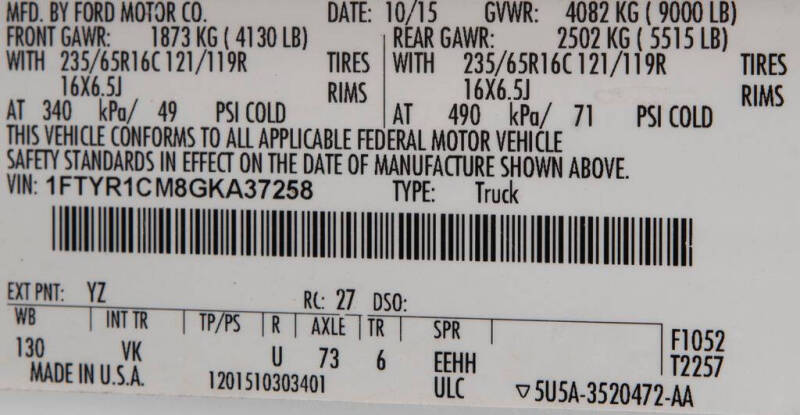 MFD. BY FORD MOTOR CO. DATE: 10/15 GVWR: 4082 KG ( 9000 LB)
FRONT GAWR: 1873 KG ( 4130 LB) REAR GAWR: 2502 KG ( 5515 LB)
WITH 235/65R16C 121/119R TIRES WITH 235/65R16C 121/119R TIRES
16X6.5J RIMS 16X6.5J RIMS
AT 340 kPa/ 49 PSI COLD AT 490 kPa/ 71 PSI COLD
THIS VEHICLE CONFORMS TO ALL APPLICABLE FEDERAL MOTOR VEHICLE
SAFETY STANDARDS IN EFFECT ON THE DATE OF MANUFACTURE SHOWN ABOVE.
VIN: 1FTYR1CM8GKA37258 TYPE: Truck
EXT PNT: YZ RC: 27 DSO:
WB INT TR TP/PS R AXLE TR SPR F1052
130 VK U 73 6 EEHH T2257
MADE IN U.S.A. 1201510303401 ULC ▽5U5A-3520472-AA